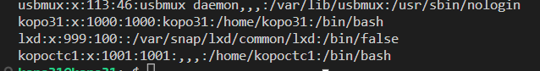 usbmux:x:113:46:usbmux daemon,,,:/var/lib/usbmux:/usr/sbin/nologin
kopo31:x:1000:1000:kopo31:/home/kopo31:/bin/bash
lxd:x:999:100::/var/snap/lxd/common/lxd:/bin/false
kopoctc1:x:1001:1001:,,,:/home/kopoctc1:/bin/bash